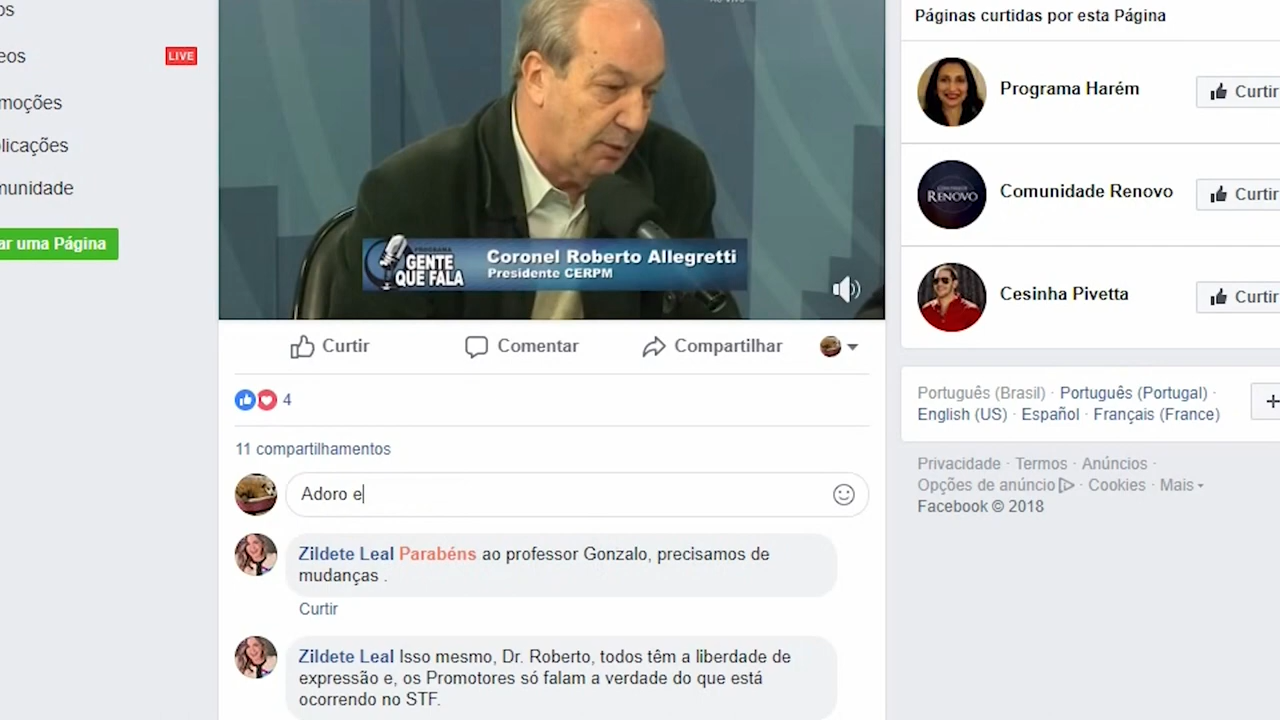 os
eos
LIVE
moções
licações
munidade
ar uma Página
PROGRAMA
GENTE
QUE FALA
Coronel Roberto Allegretti
Presidente CERPM
Curtir
Comentar
Compartilhar
4
11 compartilhamentos
Adoro e
Zildete Leal Parabéns ao professor Gonzalo, precisamos de
mudanças .
Curtir
Zildete Leal Isso mesmo, Dr. Roberto, todos têm a liberdade de
expressão e, os Promotores só falam a verdade do que está
ocorrendo no STF.
Páginas curtidas por esta Página
Programa Harém
Curtir
RENOVO
Comunidade Renovo
Curtir
Cesinha Pivetta
Curtir
Português (Brasil) · Português (Portugal) ·
English (US) · Español · Français (France)
Privacidade · Termos · Anúncios ·
Opções de anúncio · Cookies · Mais
Facebook © 2018